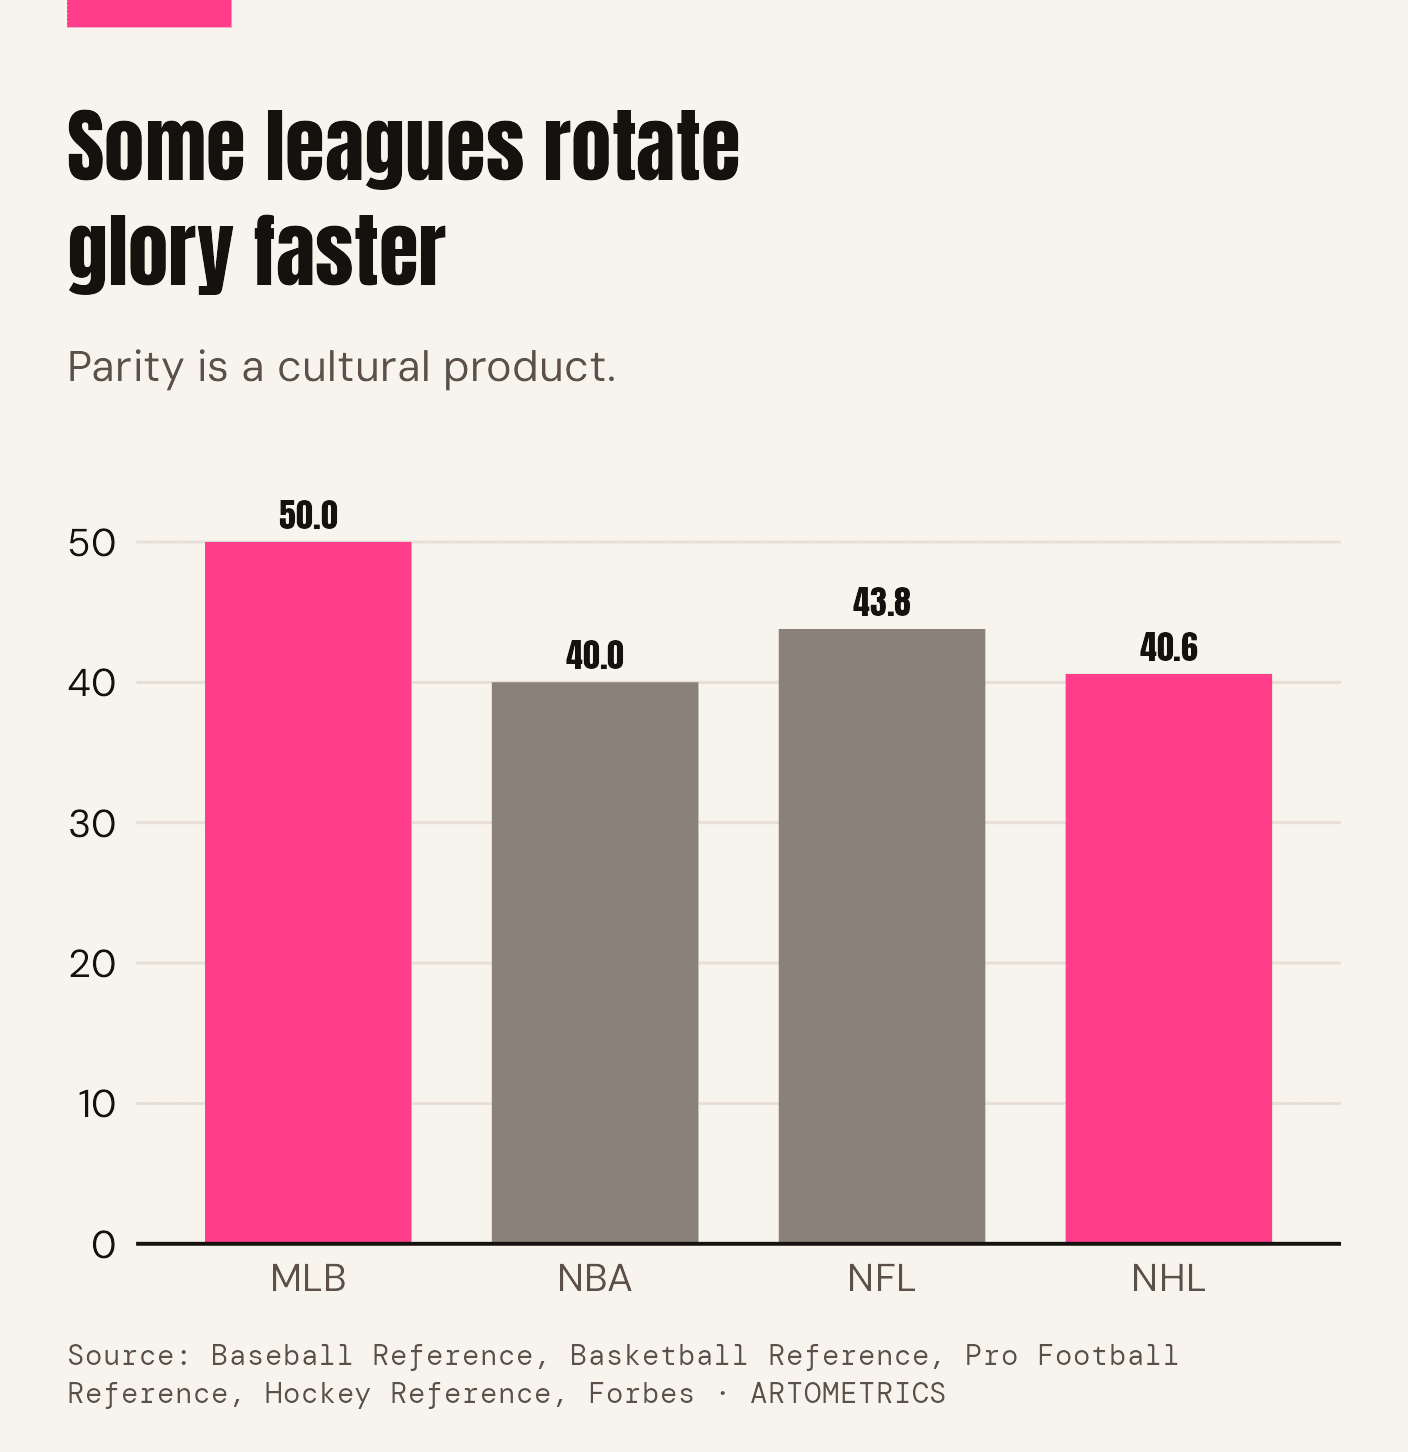 Some leagues rotate
glory faster
Parity is a cultural product.
50.0
50
43.8
40.6
40.0
40
30
20
10
0
MLB NBA NFL NHL
Source: Baseball Reference, Basketball Reference, Pro Football
Reference, Hockey Reference, Forbes · ARTOMETRICS